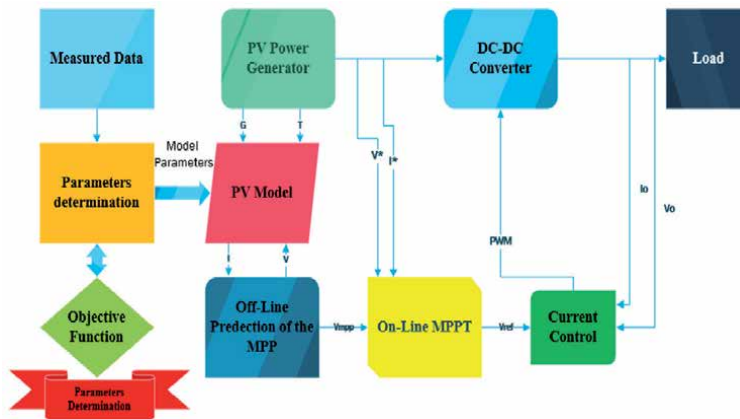 Measured Data
PV Power
Generator
DC-DC
Converter
Load
G
T
Model
Parameters
V*
I*
Parameters
determination
PV Model
Io
Vo
PWM
I
V
Objective
Function
Off-Line
Predection of the
MPP
Vmpp
On-Line MPPT
Vref
Current
Control
Parameters
Determination